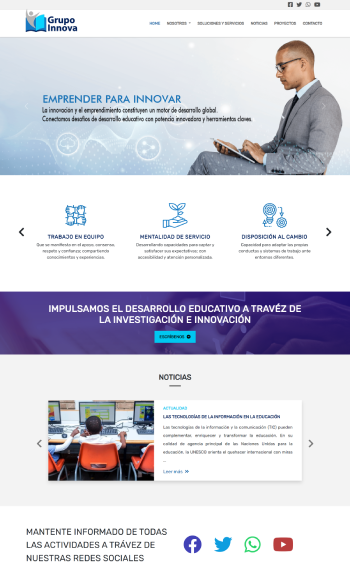 Grupo
Innova
HOME NOSOTROS SOLUCIONES Y SERVICIOS NOTICIAS PROYECTOS CONTACTO
EMPRENDER PARA INNOVAR
La innovación y el emprendimiento constituyen un motor de desarrollo global.
Conectamos desafíos de desarrollo educativo con potencia innovadora y herramientas claves.
TRABAJO EN EQUIPO
Que se manifiesta en el apoyo, consenso,
respeto y confianza; compartiendo
conocimientos y experiencias.
MENTALIDAD DE SERVICIO
Desarrollando capacidades para captar y
satisfacer sus expectativas; con
accesibilidad y atención personalizada.
DISPOSICIÓN AL CAMBIO
Capacidad para adaptar las propias
conductas y sistemas de trabajo ante
entornos diferentes.
IMPULSAMOS EL DESARROLLO EDUCATIVO A TRAVÉZ DE
LA INVESTIGACIÓN E INNOVACIÓN
ESCRÍBENOS
NOTICIAS
ACTUALIDAD
LAS TECNOLOGÍAS DE LA INFORMACIÓN EN LA EDUCACIÓN
Las tecnologías de la información y la comunicación (TIC) pueden
complementar, enriquecer y transformar la educación. En su
calidad de agencia principal de las Naciones Unidas para la
educación, la UNESCO orienta el quehacer internacional con miras
...
Leer más
MANTENTE INFORMADO DE TODAS
LAS ACTIVIDADES A TRÁVEZ DE
NUESTRAS REDES SOCIALES